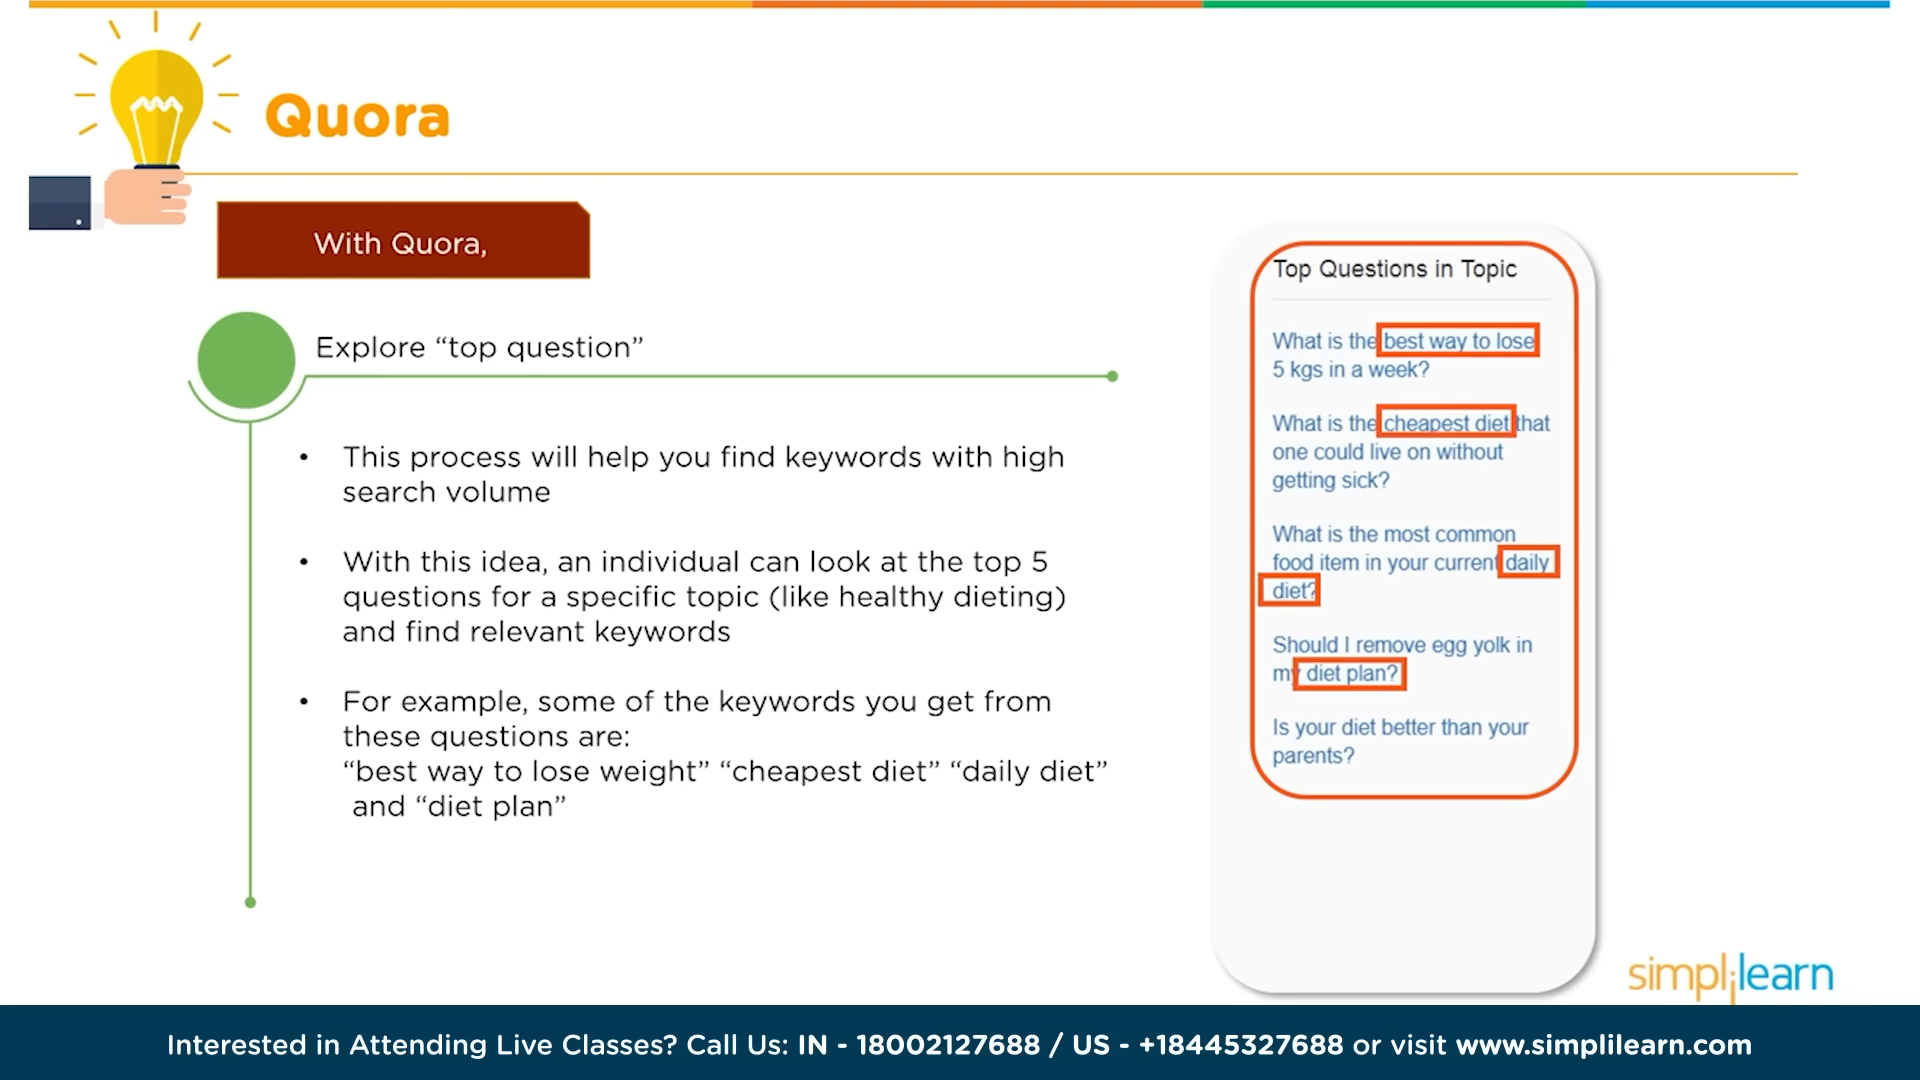 Quora
With Quora,
Explore “top question”
• This process will help you find keywords with high
search volume
• With this idea, an individual can look at the top 5
questions for a specific topic (like healthy dieting)
and find relevant keywords
• For example, some of the keywords you get from
these questions are:
“best way to lose weight” “cheapest diet” “daily diet”
and “diet plan”
Top Questions in Topic
What is the best way to lose
5 kgs in a week?
What is the cheapest diet that
one could live on without
getting sick?
What is the most common
food item in your current daily
diet?
Should I remove egg yolk in
my diet plan?
Is your diet better than your
parents?
simplilearn
Interested in Attending Live Classes? Call Us: IN - 18002127688 / US - +18445327688 or visit www.simplilearn.com